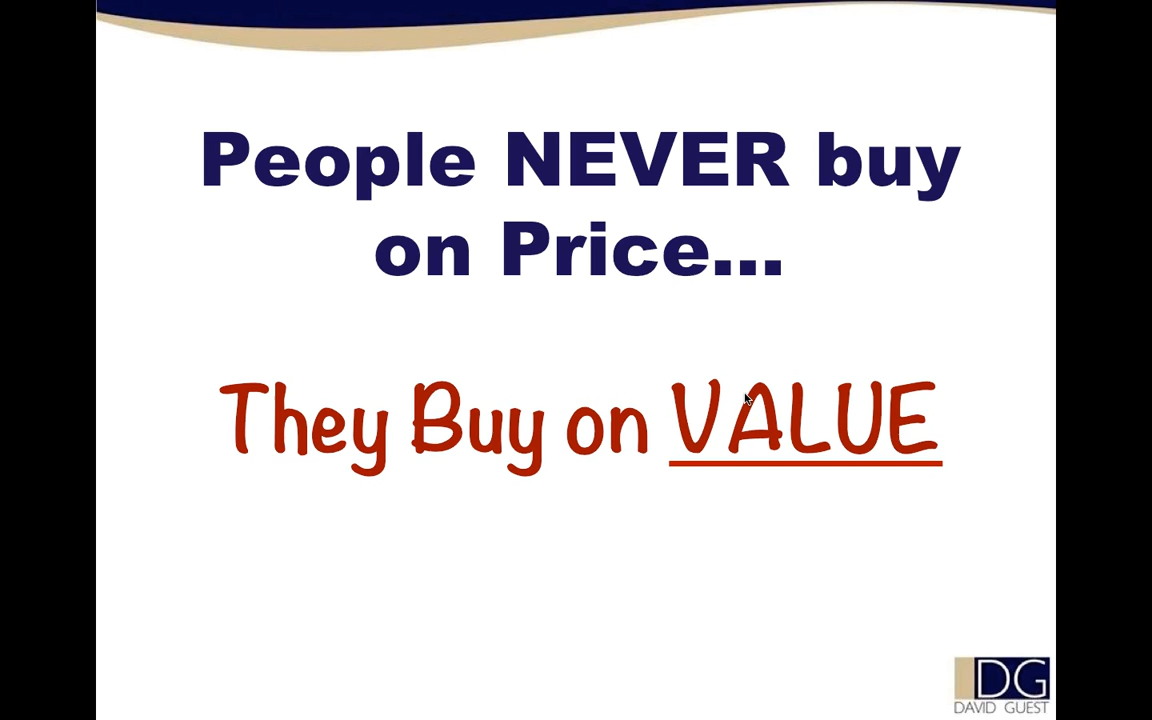 People NEVER buy
on Price...
They Buy on VALUE
DG
DAVID GUEST